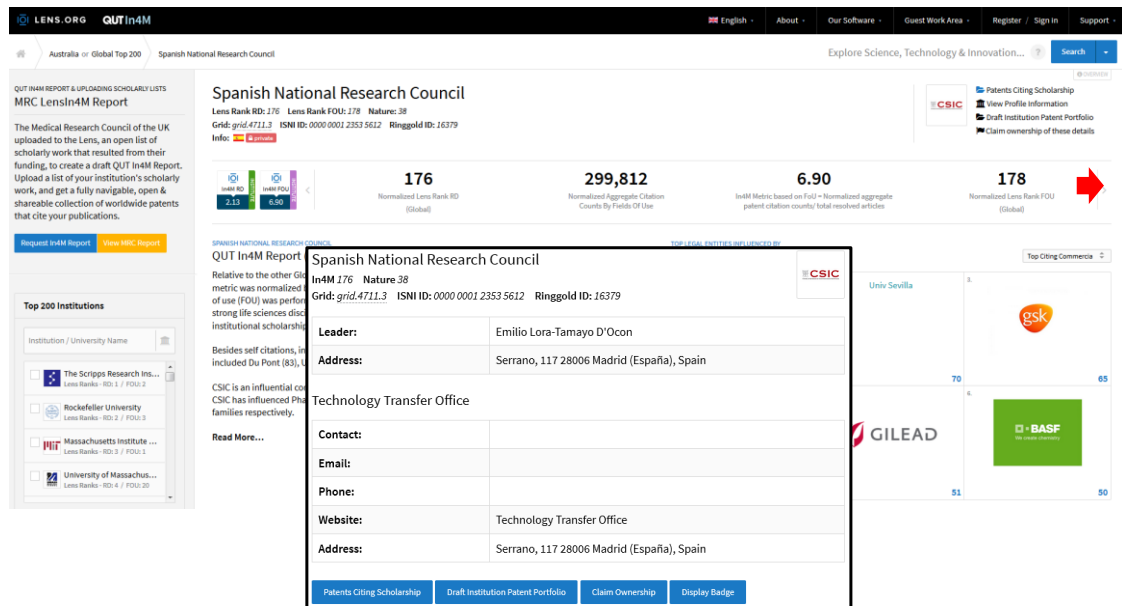 LENS.ORG QUT In4M
English About Our Software Guest Work Area Register / Sign in Support
Australia or Global Top 200 Spanish National Research Council
Explore Science, Technology & Innovation... ? Search
OVERVIEW
QUT IN4M REPORT & UPLOADING SCHOLARLY LISTS
MRC LensIn4M Report
The Medical Research Council of the UK
uploaded to the Lens, an open list of
scholarly work that resulted from their
funding, to create a draft QUT In4M Report.
Upload a list of your institution's scholarly
work, and get a fully navigable, open &
shareable collection of worldwide patents
that cite your publications.
Request In4M Report View MRC Report
Top 200 Institutions
Institution / University Name
The Scripps Research Ins...
Lens Ranks - RD: 1 / FOU: 2
Rockefeller University
Lens Ranks - RD: 2 / FOU: 3
Massachusetts Institute ...
Lens Ranks - RD: 3 / FOU: 1
University of Massachus...
Lens Ranks - RD: 4 / FOU: 20
Spanish National Research Council
Lens Rank RD: 176 Lens Rank FOU: 178 Nature: 38
Grid: grid.4711.3 ISNI ID: 0000 0001 2353 5612 Ringgold ID: 16379
Info: private
CSIC
Patents Citing Scholarship
View Profile Information
Draft Institution Patent Portfolio
Claim ownership of these details
In4M RD
2.13
In4M FOU
6.90
176
Normalized Lens Rank RD
(Global)
299,812
Normalized Aggregate Citation
Counts By Fields Of Use
6.90
In4M Metric based on FoU = Normalized aggregate
patent citation counts/ total resolved articles
178
Normalized Lens Rank FOU
(Global)
SPANISH NATIONAL RESEARCH COUNCIL
QUT In4M Report
Relative to the other Glo
metric was normalized
of use (FOU) was perfor
strong life sciences disc
institutional scholarship
Besides self citations, in
included Du Pont (83), U
CSIC is an influential co
CSIC has influenced Pha
families respectively.
Read More...
TOP LEGAL ENTITIES INFLUENCED BY
Top Citing Commercia
Univ Sevilla
70
2.
gsk
65
GILEAD
51
6.
BASF
We create chemistry
50
Spanish National Research Council
In4M 176 Nature 38
Grid: grid.4711.3 ISNI ID: 0000 0001 2353 5612 Ringgold ID: 16379
CSIC
Leader: Emilio Lora-Tamayo D'Ocon
Address: Serrano, 117 28006 Madrid (España), Spain
Technology Transfer Office
Contact:
Email:
Phone:
Website: Technology Transfer Office
Address: Serrano, 117 28006 Madrid (España), Spain
Patents Citing Scholarship Draft Institution Patent Portfolio Claim Ownership Display Badge